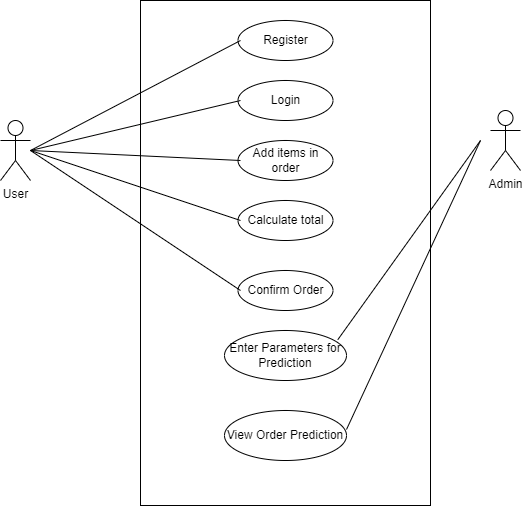 Register
Login
Add items in
order
Calculate total
Confirm Order
Enter Parameters for
Prediction
View Order Prediction
User
Admin